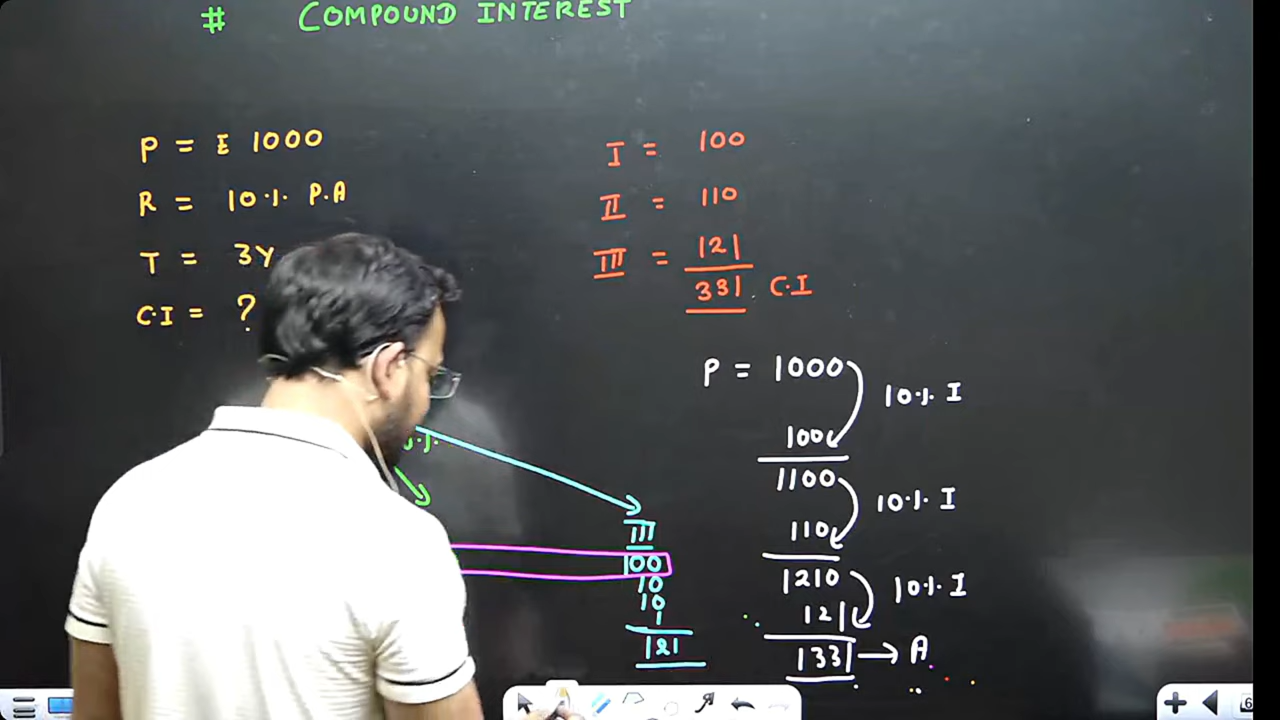 # COMPOUND INTEREST
P = ₹ 1000
R = 10% P.A
T = 3Y
C.I = ?
I = 100
II = 110
III = 121
331 C.I
P = 1000
10% I
100
1100
10% I
110
1210
10% I
121
1331 → A
III
100
10
10
1
121